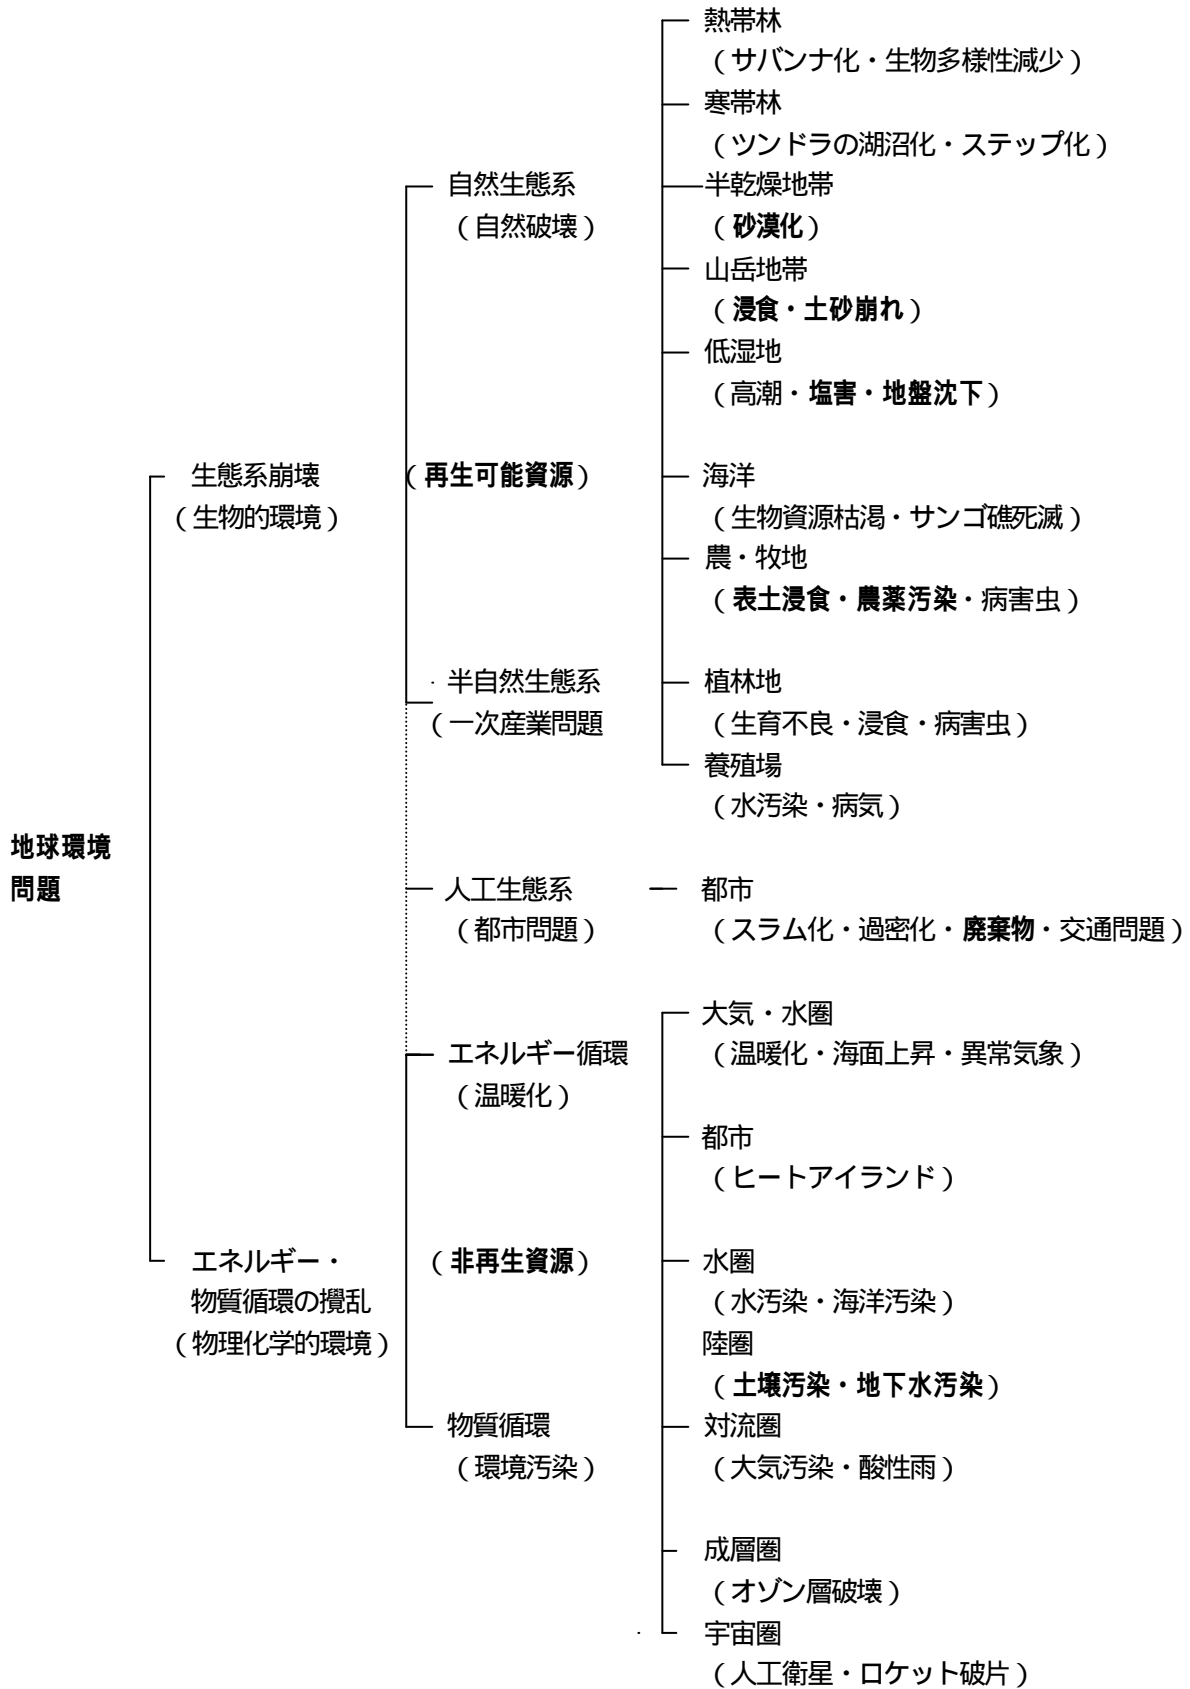 熱帯林
（サバンナ化・生物多様性減少）
寒帯林
（ツンドラの湖沼化・ステップ化）
自然生態系
半乾燥地帯
（自然破壊）
（砂漠化）
山岳地帯
（浸食・土砂崩れ）
低湿地
（高潮・塩害・地盤沈下）
生態系崩壊
（再生可能資源）
海洋
（生物的環境）
（生物資源枯渇・サンゴ礁死滅）
農・牧地
（表土浸食・農薬汚染・病害虫）
半自然生態系
植林地
（一次産業問題
（生育不良・浸食・病害虫）
養殖場
（水汚染・病気）
地球環境
問題
人工生態系
都市
（都市問題）
（スラム化・過密化・廃棄物・交通問題）
大気・水圏
エネルギー循環
（温暖化・海面上昇・異常気象）
（温暖化）
都市
（ヒートアイランド）
エネルギー・
（非再生資源）
水圏
物質循環の攪乱
（水汚染・海洋汚染）
（物理化学的環境）
陸圏
（土壌汚染・地下水汚染）
物質循環
対流圏
（環境汚染）
（大気汚染・酸性雨）
成層圏
（オゾン層破壊）
宇宙圏
（人工衛星・ロケット破片）